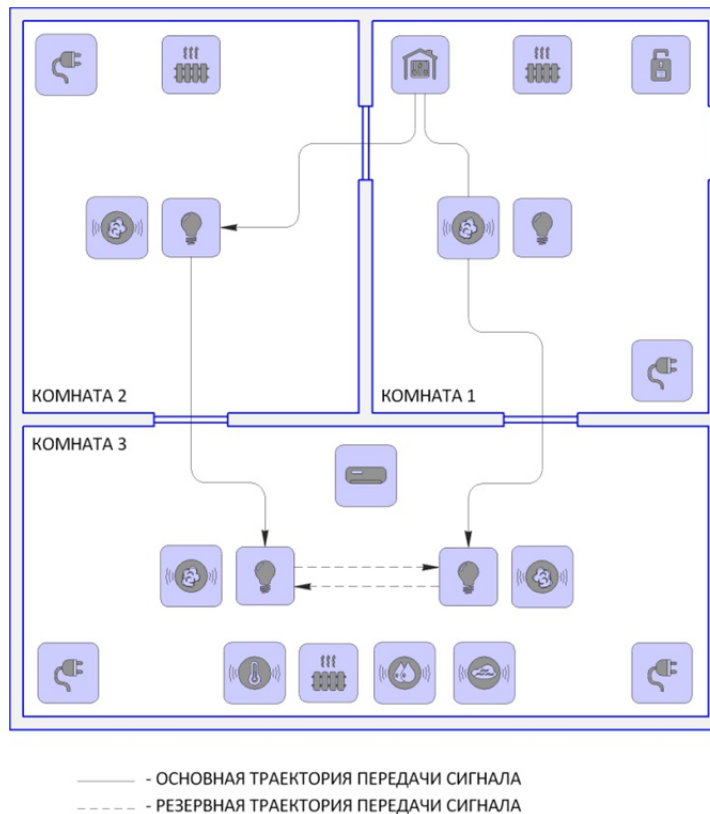 КОМНАТА 2
КОМНАТА 1
КОМНАТА 3
- ОСНОВНАЯ ТРАЕКТОРИЯ ПЕРЕДАЧИ СИГНАЛА
- РЕЗЕРВНАЯ ТРАЕКТОРИЯ ПЕРЕДАЧИ СИГНАЛА